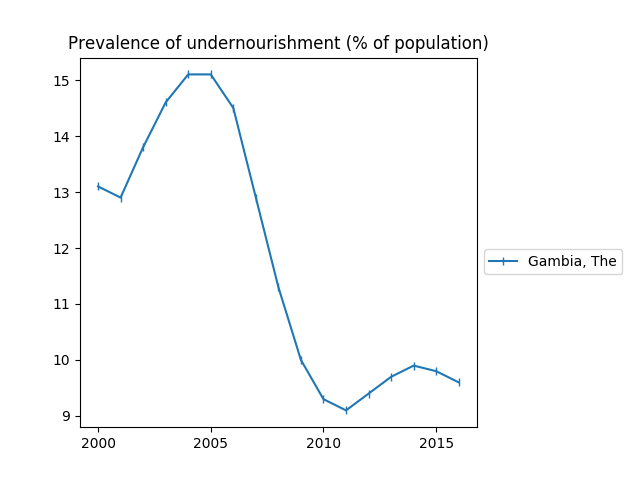 Prevalence of undernourishment (% of population)
15
14
13
12
11
10
9
2000 2005 2010 2015
Gambia, The